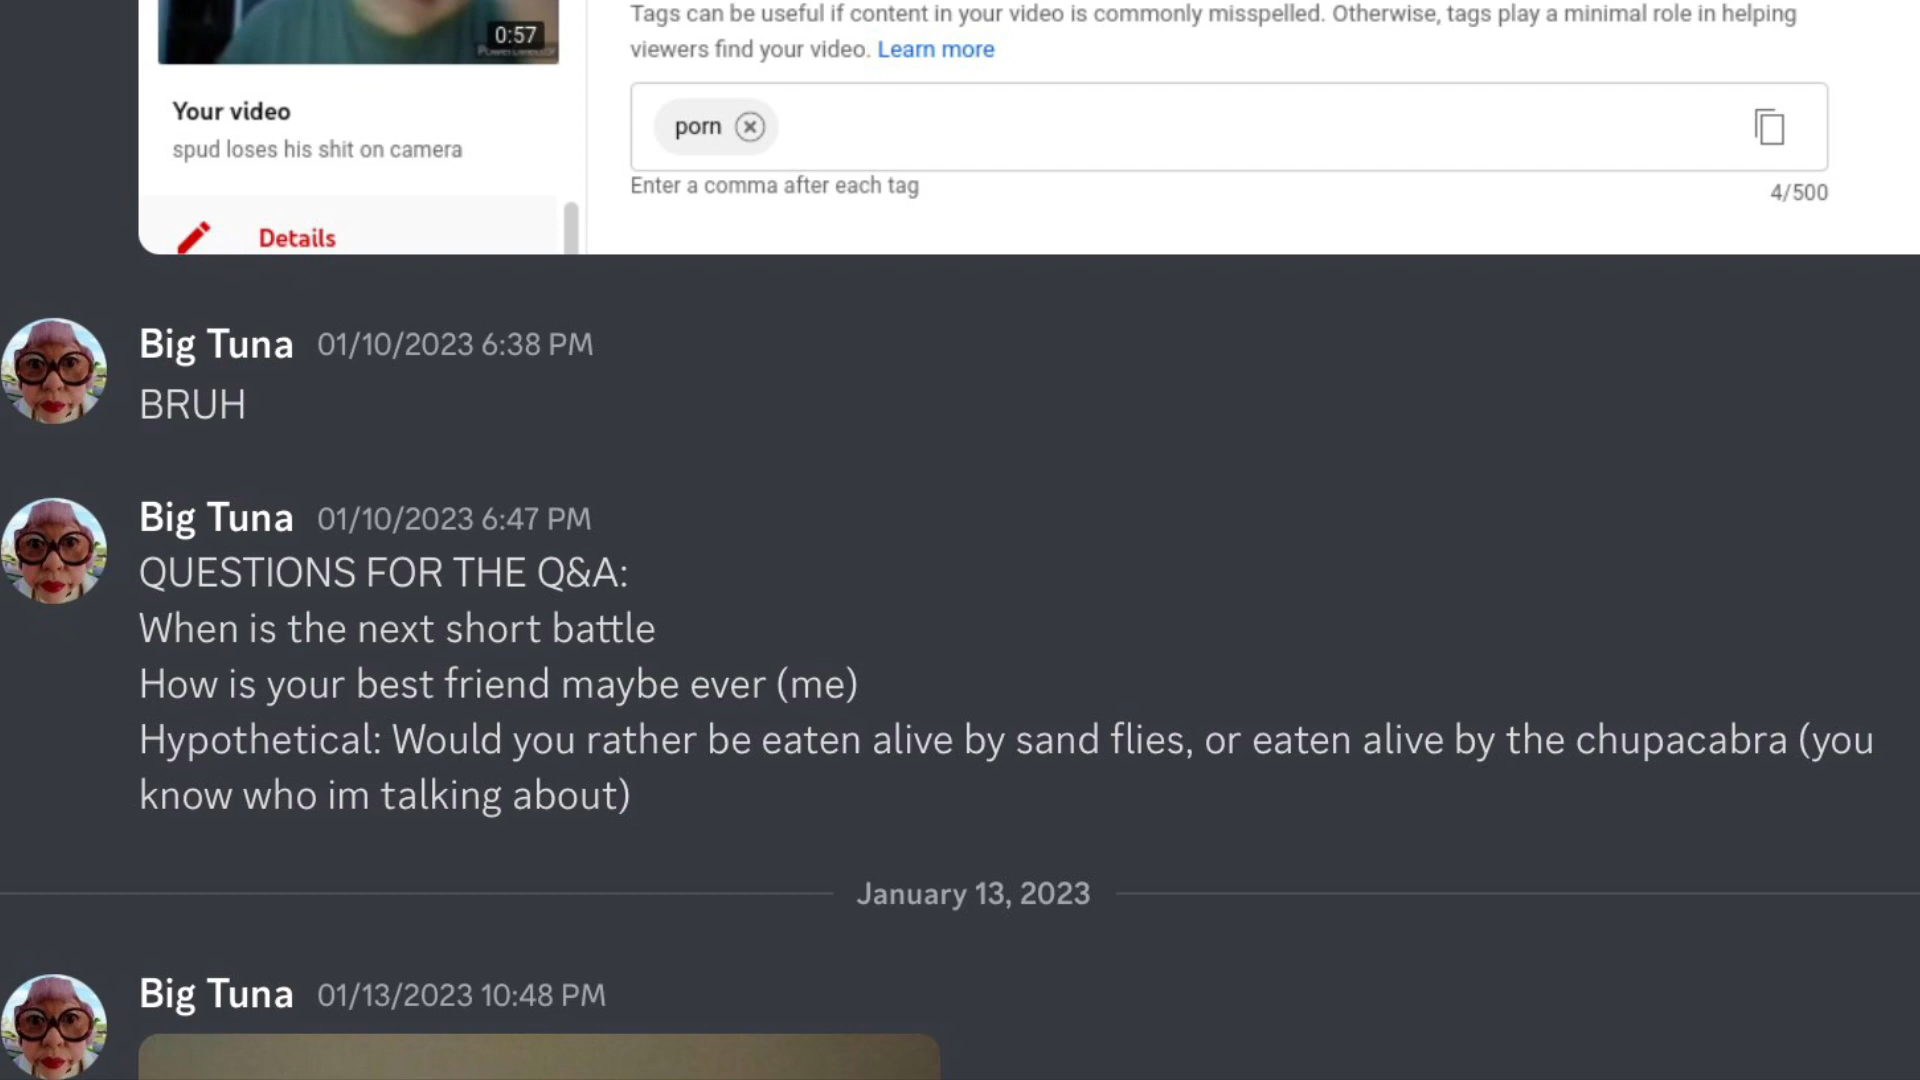 Tags can be useful if content in your video is commonly misspelled. Otherwise, tags play a minimal role in helping
viewers find your video. Learn more
0:57
PowerDirector
Your video
spud loses his shit on camera
porn
Enter a comma after each tag
4/500
Details
Big Tuna 01/10/2023 6:38 PM
BRUH
Big Tuna 01/10/2023 6:47 PM
QUESTIONS FOR THE Q&A:
When is the next short battle
How is your best friend maybe ever (me)
Hypothetical: Would you rather be eaten alive by sand flies, or eaten alive by the chupacabra (you
know who im talking about)
January 13, 2023
Big Tuna 01/13/2023 10:48 PM